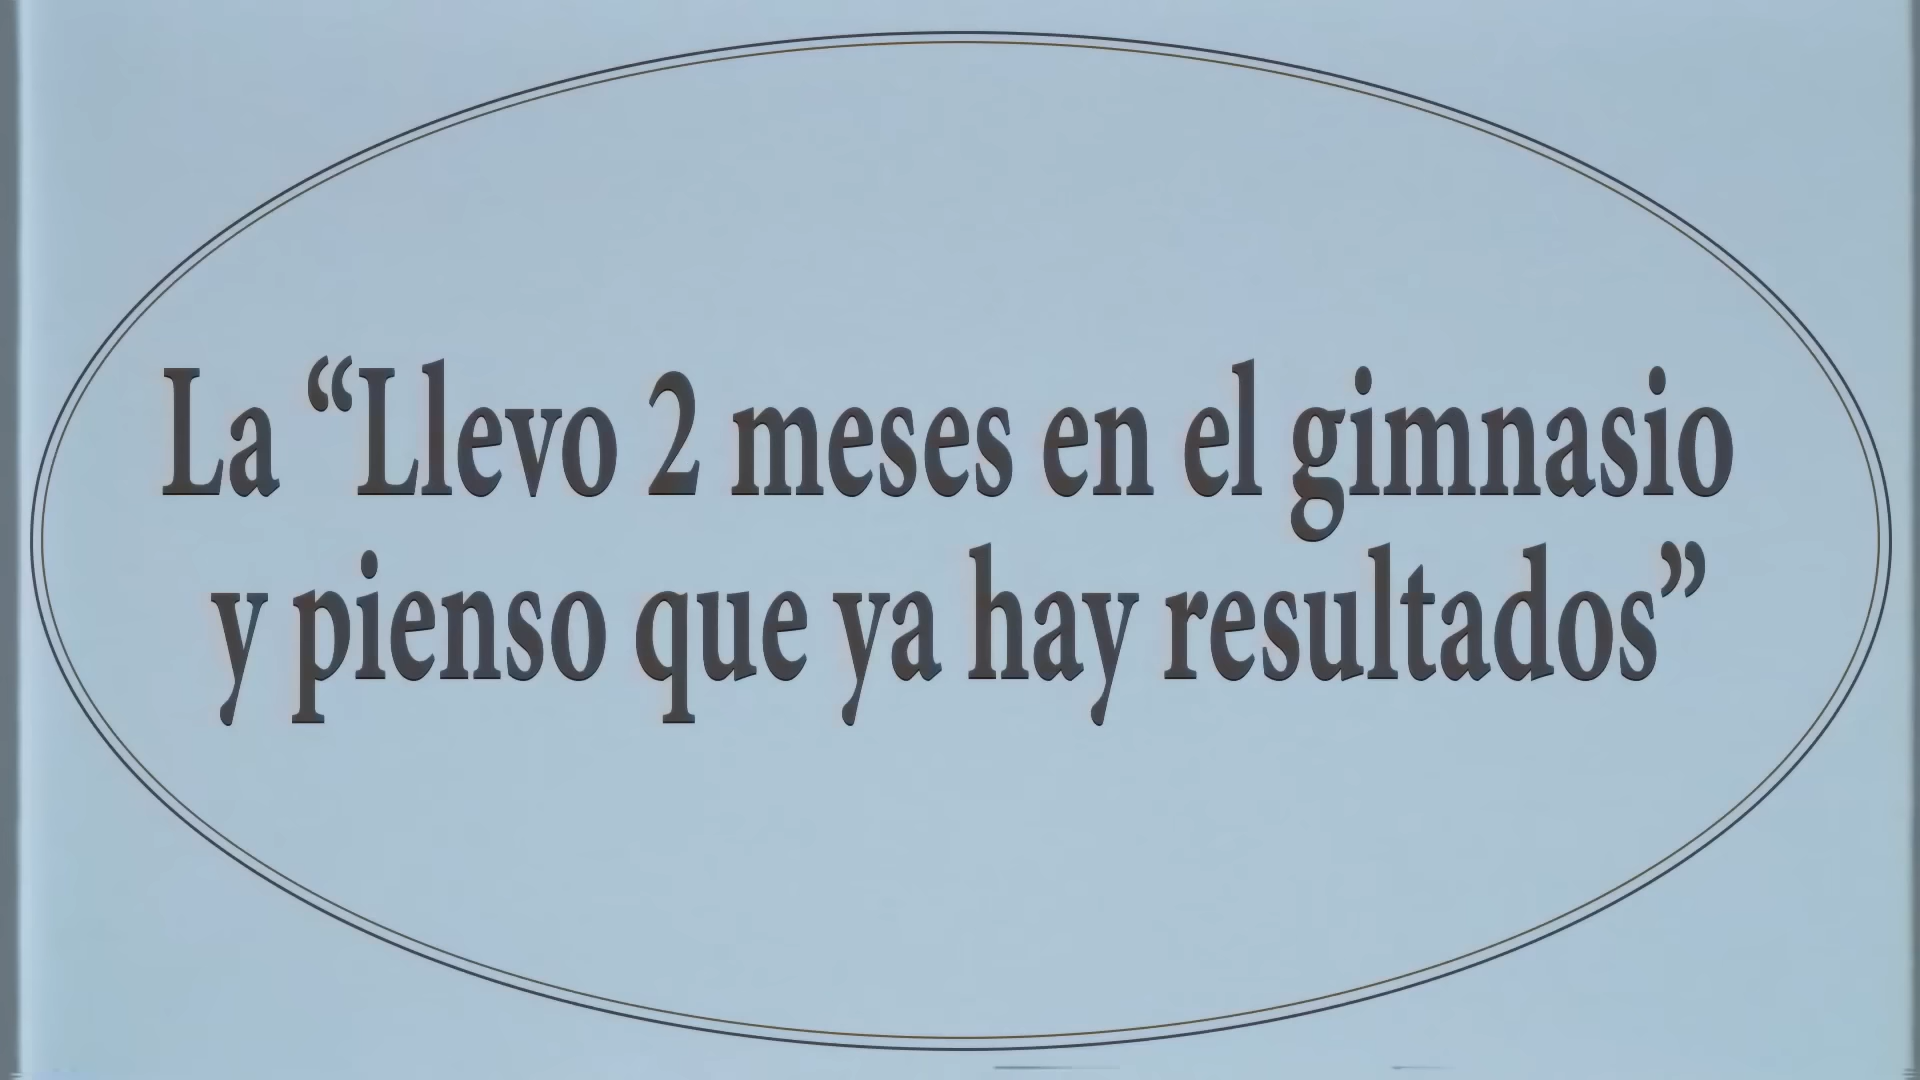 La “Llevo 2 meses en el gimnasio
y pienso que ya hay resultados”